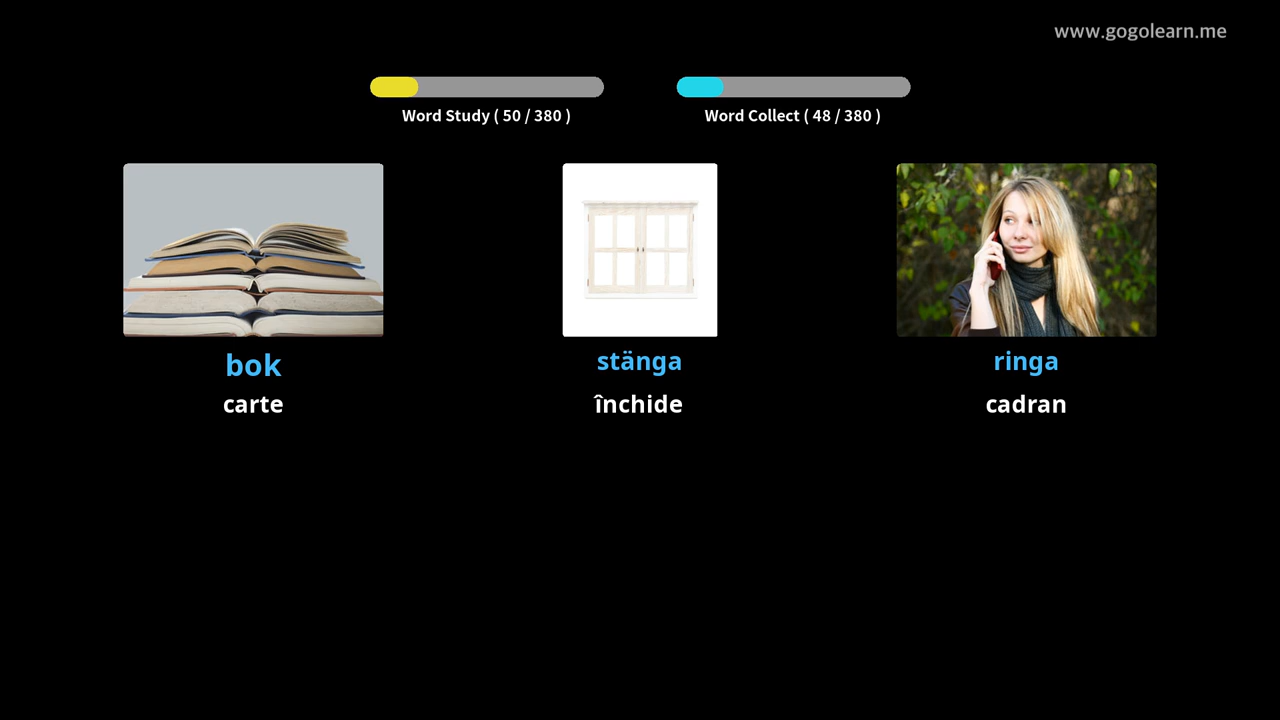 www.gogolearn.me
Word Study ( 50 / 380 )
Word Collect ( 48 / 380 )
bok
carte
stänga
închide
ringa
cadran